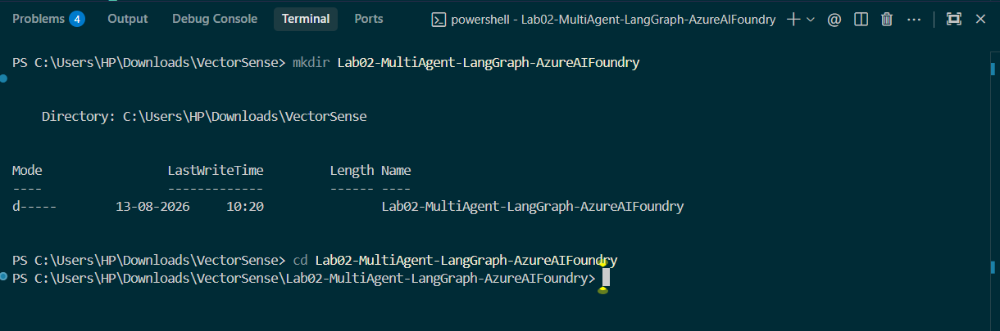 Problems 4 Output Debug Console Terminal Ports powershell - Lab02-MultiAgent-LangGraph-AzureAIFoundry
PS C:\Users\HP\Downloads\VectorSense> mkdir Lab02-MultiAgent-LangGraph-AzureAIFoundry
Directory: C:\Users\HP\Downloads\VectorSense
Mode LastWriteTime Length Name
---- ------------- ------ ----
d----- 13-08-2026 10:20 Lab02-MultiAgent-LangGraph-AzureAIFoundry
PS C:\Users\HP\Downloads\VectorSense> cd Lab02-MultiAgent-LangGraph-AzureAIFoundry
PS C:\Users\HP\Downloads\VectorSense\Lab02-MultiAgent-LangGraph-AzureAIFoundry>